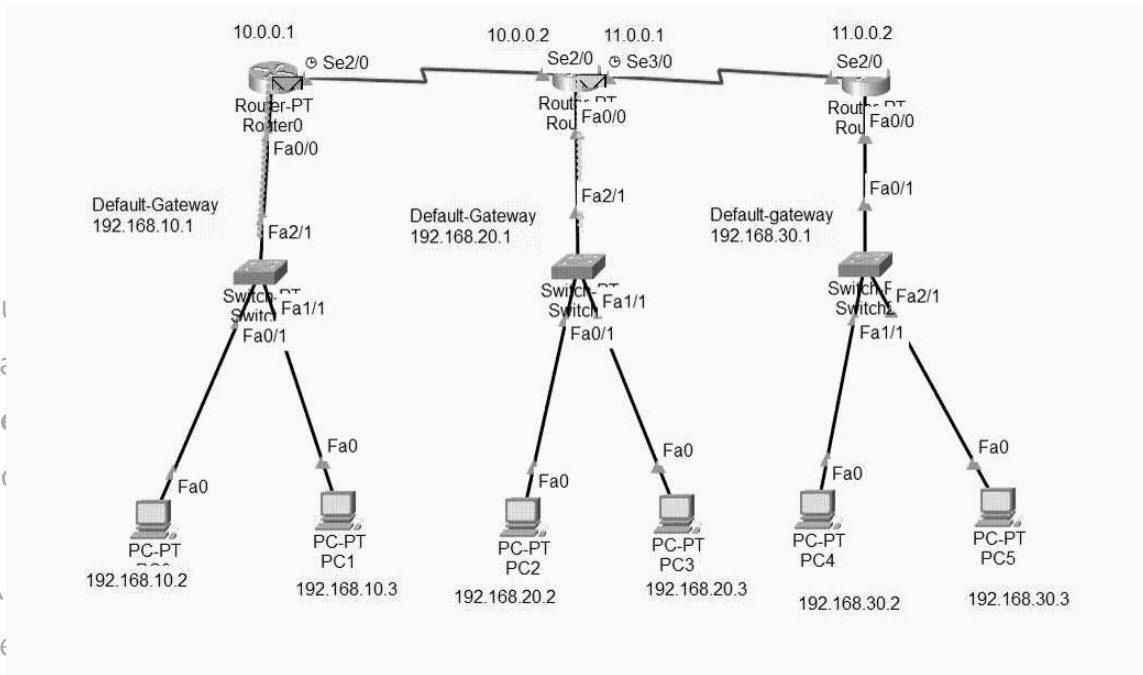 10.0.0.1
10.0.0.2
11.0.0.1
11.0.0.2
Se2/0
Se2/0
Se3/0
Se2/0
Router-PT
Router0
Fa0/0
Fa0/0
Fa0/0
Default-Gateway
192.168.10.1
Fa2/1
Default-Gateway
192.168.20.1
Fa2/1
Default-gateway
192.168.30.1
Fa0/1
Fa1/1
Fa0/1
Fa1/1
Fa0/1
Fa2/1
Fa1/1
Fa0
Fa0
Fa0
Fa0
Fa0
Fa0
PC-PT
192.168.10.2
PC-PT
PC1
192.168.10.3
PC-PT
PC2
192.168.20.2
PC-PT
PC3
192.168.20.3
PC-PT
PC4
192.168.30.2
PC-PT
PC5
192.168.30.3